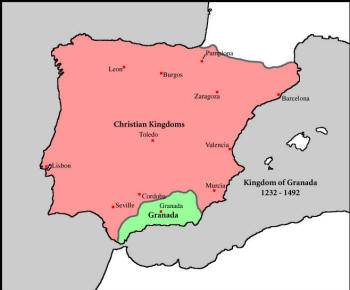 Pamplona
Leon
Burgos
Zaragoza
Barcelona
Christian Kingdoms
Toledo
Valencia
Lisbon
Murcia
Kingdom of Granada
1232 - 1492
Cordoba
Seville
Granada
Granada